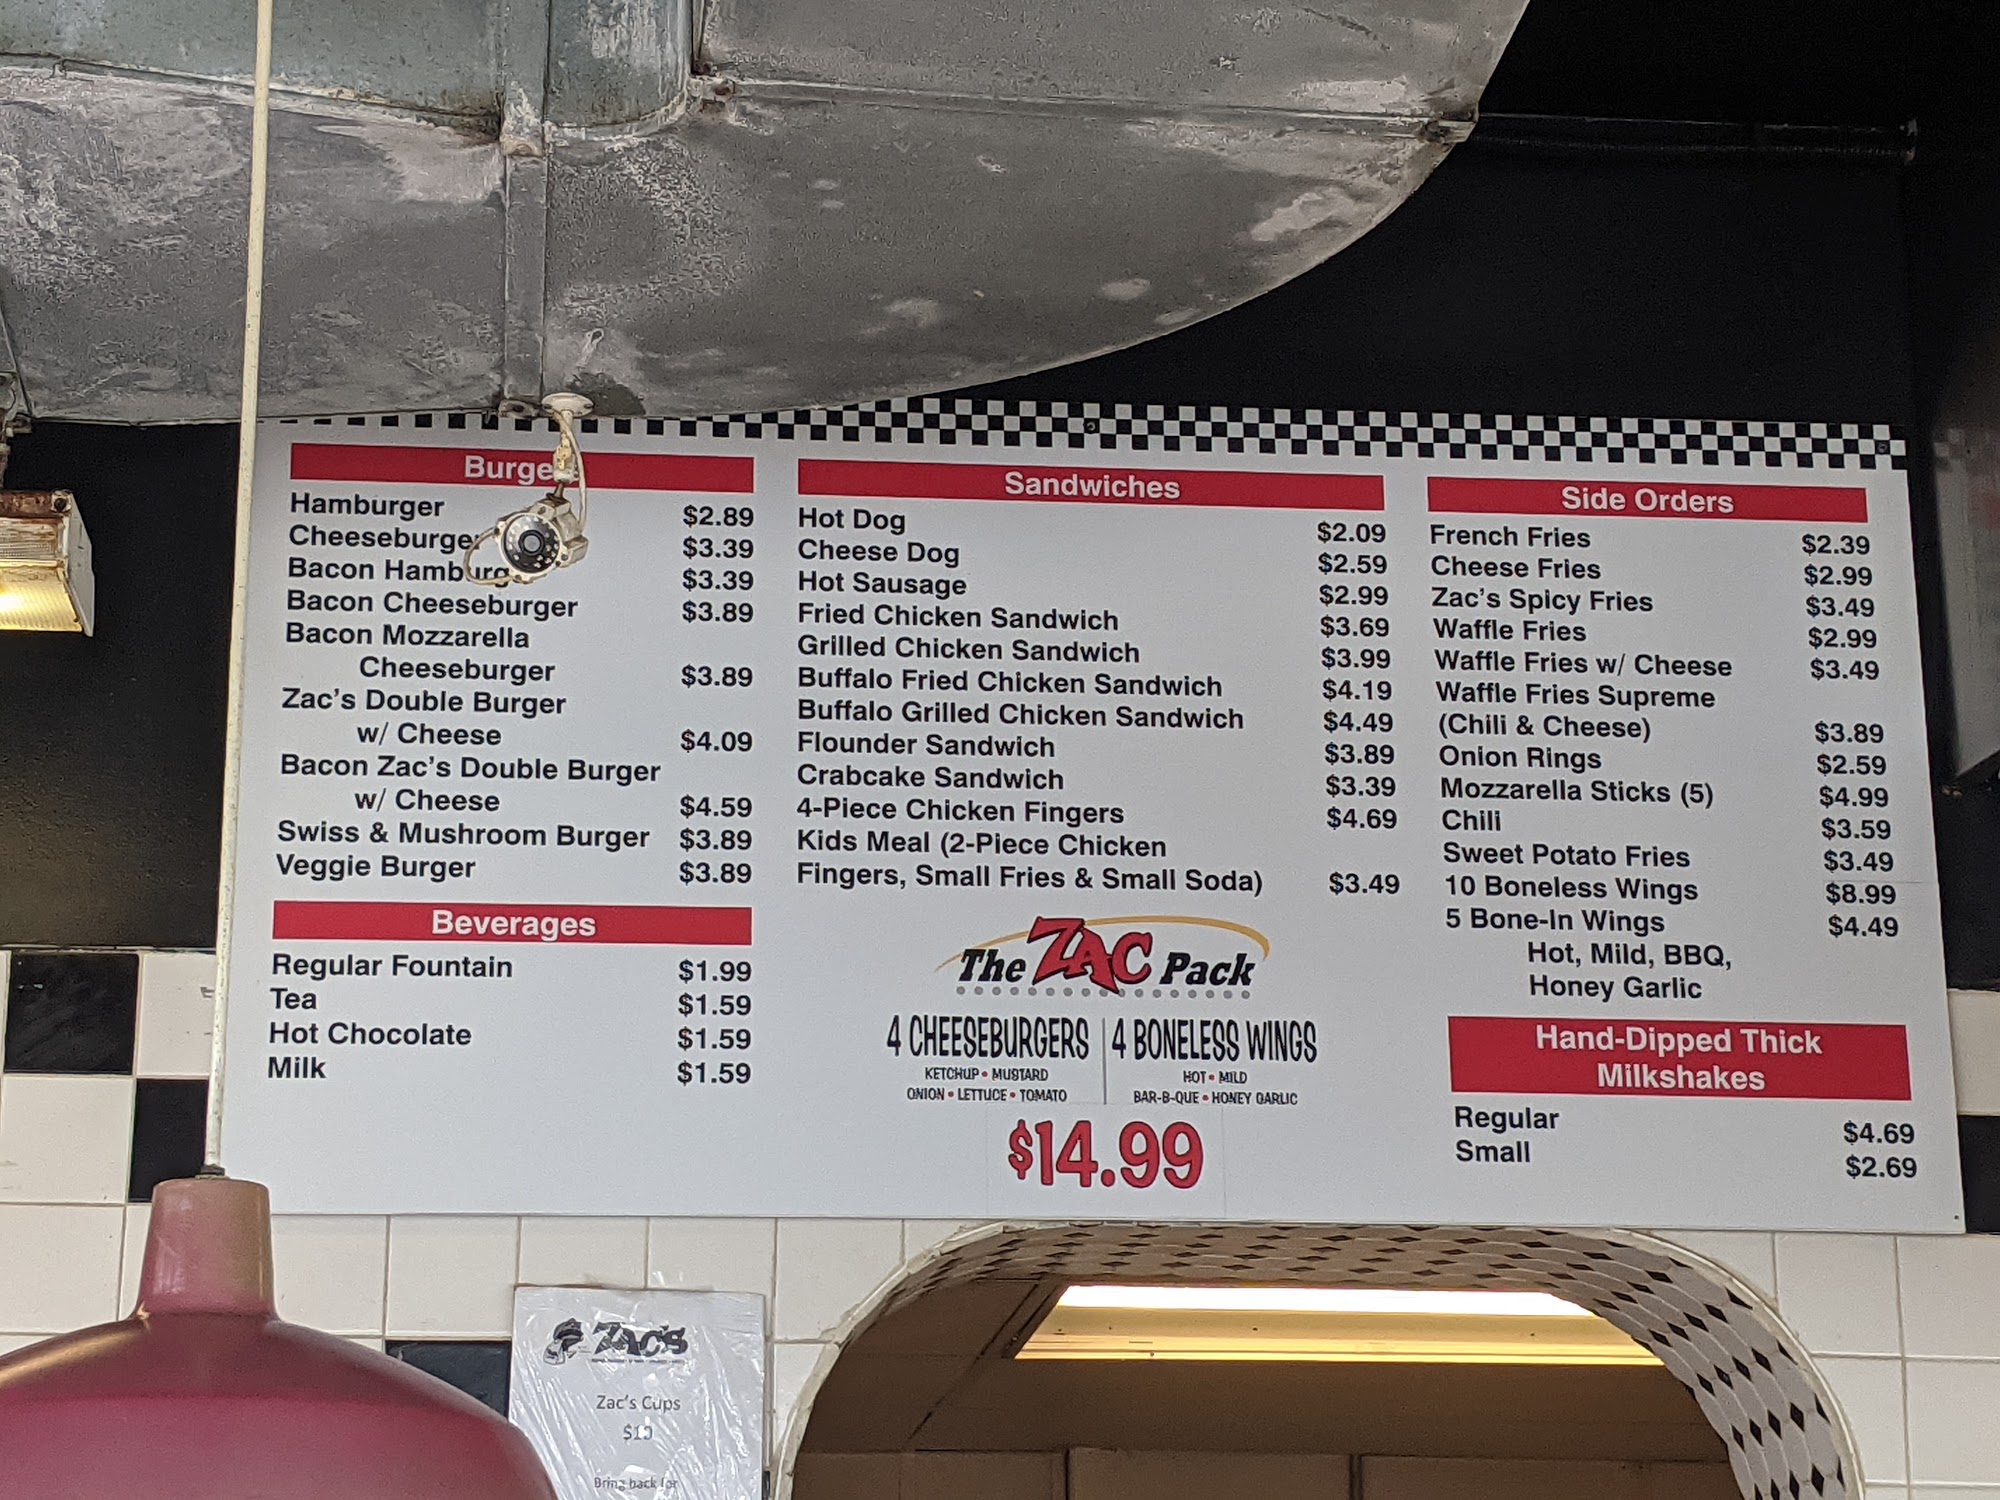 Burgers
Hamburger $2.89
Cheeseburger $3.39
Bacon Hamburg $3.39
Bacon Cheeseburger $3.89
Bacon Mozzarella
Cheeseburger $3.89
Zac's Double Burger
w/ Cheese $4.09
Bacon Zac's Double Burger
w/ Cheese $4.59
Swiss & Mushroom Burger $3.89
Veggie Burger $3.89
Beverages
Regular Fountain $1.99
Tea $1.59
Hot Chocolate $1.59
Milk $1.59
Sandwiches
Hot Dog $2.09
Cheese Dog $2.59
Hot Sausage $2.99
Fried Chicken Sandwich $3.69
Grilled Chicken Sandwich $3.99
Buffalo Fried Chicken Sandwich $4.19
Buffalo Grilled Chicken Sandwich $4.49
Flounder Sandwich $3.89
Crabcake Sandwich $3.39
4-Piece Chicken Fingers $4.69
Kids Meal (2-Piece Chicken
Fingers, Small Fries & Small Soda) $3.49
The ZAC Pack
4 CHEESEBURGERS
KETCHUP • MUSTARD
ONION • LETTUCE • TOMATO
4 BONELESS WINGS
HOT • MILD
BAR-B-QUE • HONEY GARLIC
$14.99
Side Orders
French Fries $2.39
Cheese Fries $2.99
Zac's Spicy Fries $3.49
Waffle Fries $2.99
Waffle Fries w/ Cheese $3.49
Waffle Fries Supreme
(Chili & Cheese) $3.89
Onion Rings $2.59
Mozzarella Sticks (5) $4.99
Chili $3.59
Sweet Potato Fries $3.49
10 Boneless Wings $8.99
5 Bone-In Wings $4.49
Hot, Mild, BBQ,
Honey Garlic
Hand-Dipped Thick
Milkshakes
Regular $4.69
Small $2.69
ZAC'S
Zac's Cups
$10
Bring back for